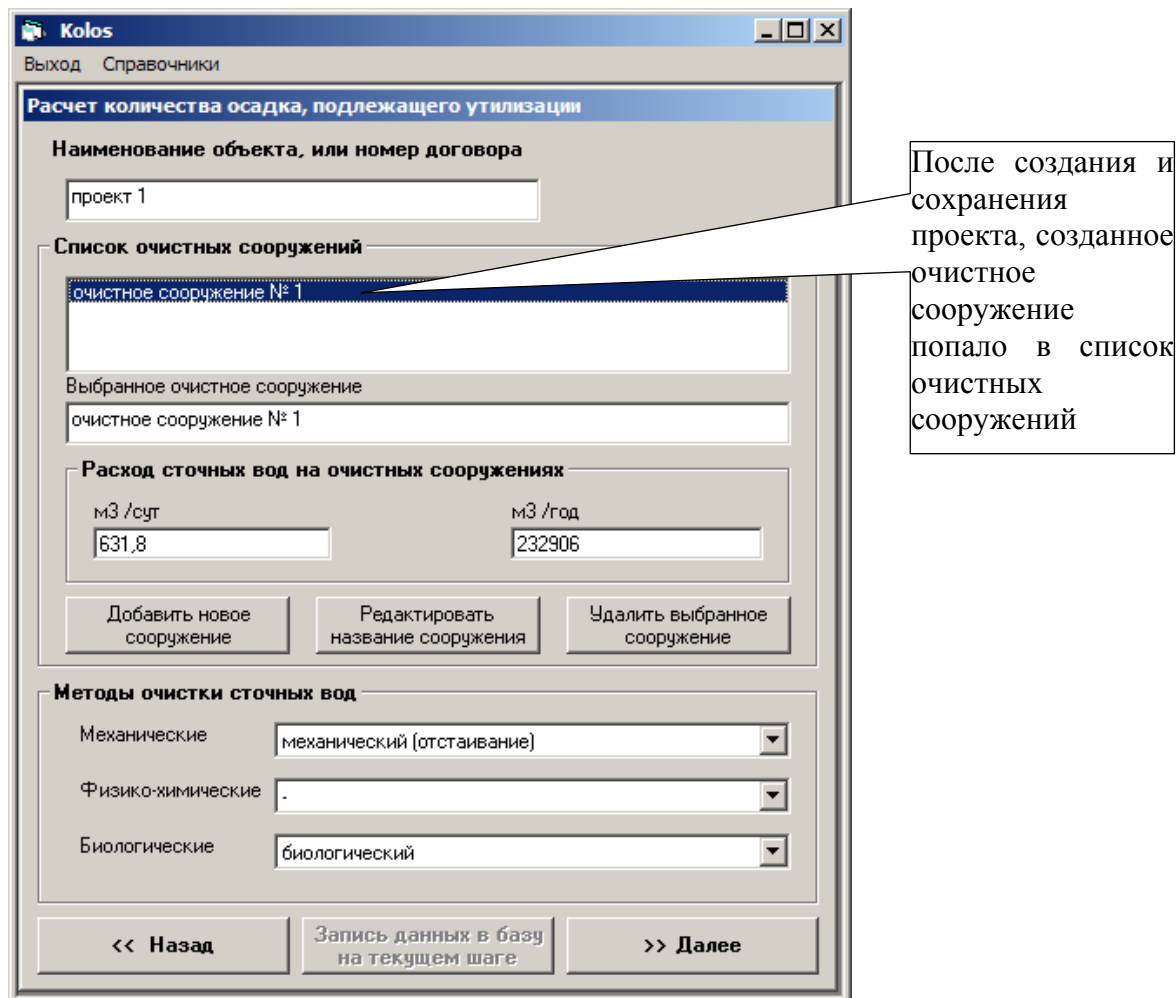 Kolos
Выход Справочники
Расчет количества осадка, подлежащего утилизации
Наименование объекта, или номер договора
проект 1
Список очистных сооружений
очистное сооружение № 1
Выбранное очистное сооружение
очистное сооружение № 1
Расход сточных вод на очистных сооружениях
м3 /сут
м3 /год
631,8
232906
Добавить новое
сооружение
Редактировать
название сооружения
Удалить выбранное
сооружение
Методы очистки сточных вод
Механические
механический (отстаивание)
Физико-химические
-
Биологические
биологический
<< Назад
Запись данных в базу
на текущем шаге
>> Далее
После создания и
сохранения
проекта, созданное
очистное
сооружение
попало в список
очистных
сооружений